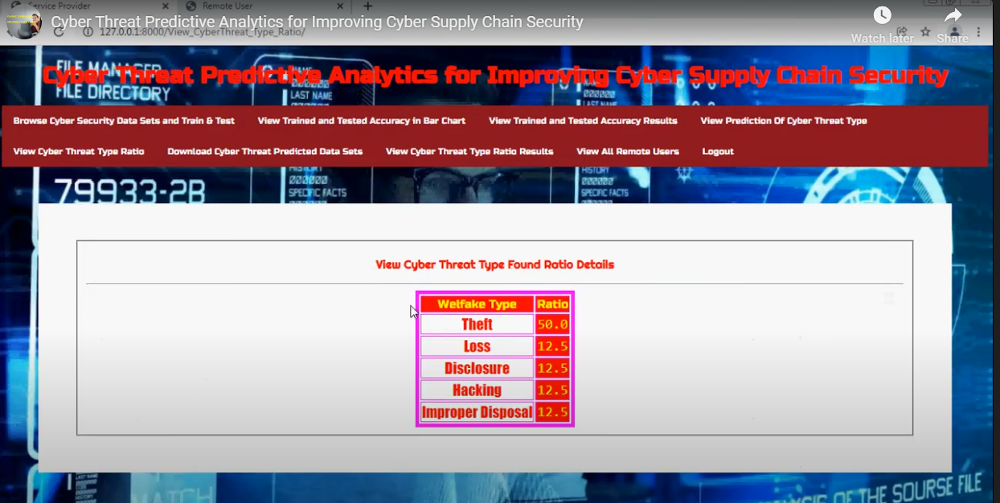 Service Provider
Remote User
Cyber Threat Predictive Analytics for Improving Cyber Supply Chain Security
127.0.0.1:8000/View_CyberThreat_Type_Ratio/
Watch later
Share
FILE MANAGER
FILE DIRECTORY
LAST NAME
Cyber Threat Predictive Analytics for Improving Cyber Supply Chain Security
Browse Cyber Security Data Sets and Train & Test
View Trained and Tested Accuracy in Bar Chart
View Trained and Tested Accuracy Results
View Prediction Of Cyber Threat Type
View Cyber Threat Type Ratio
Download Cyber Threat Predicted Data Sets
View Cyber Threat Type Ratio Results
View All Remote Users
Logout
79933-2B
HISTORY
SPECIFIC FACTS
HISTORY
SPECIFIC FACTS
View Cyber Threat Type Found Ratio Details
Welfake Type Ratio
Theft 50.0
Loss 12.5
Disclosure 12.5
Hacking 12.5
Improper Disposal 12.5
LAST NAME
MATCH
OF THE SOURSE FILE